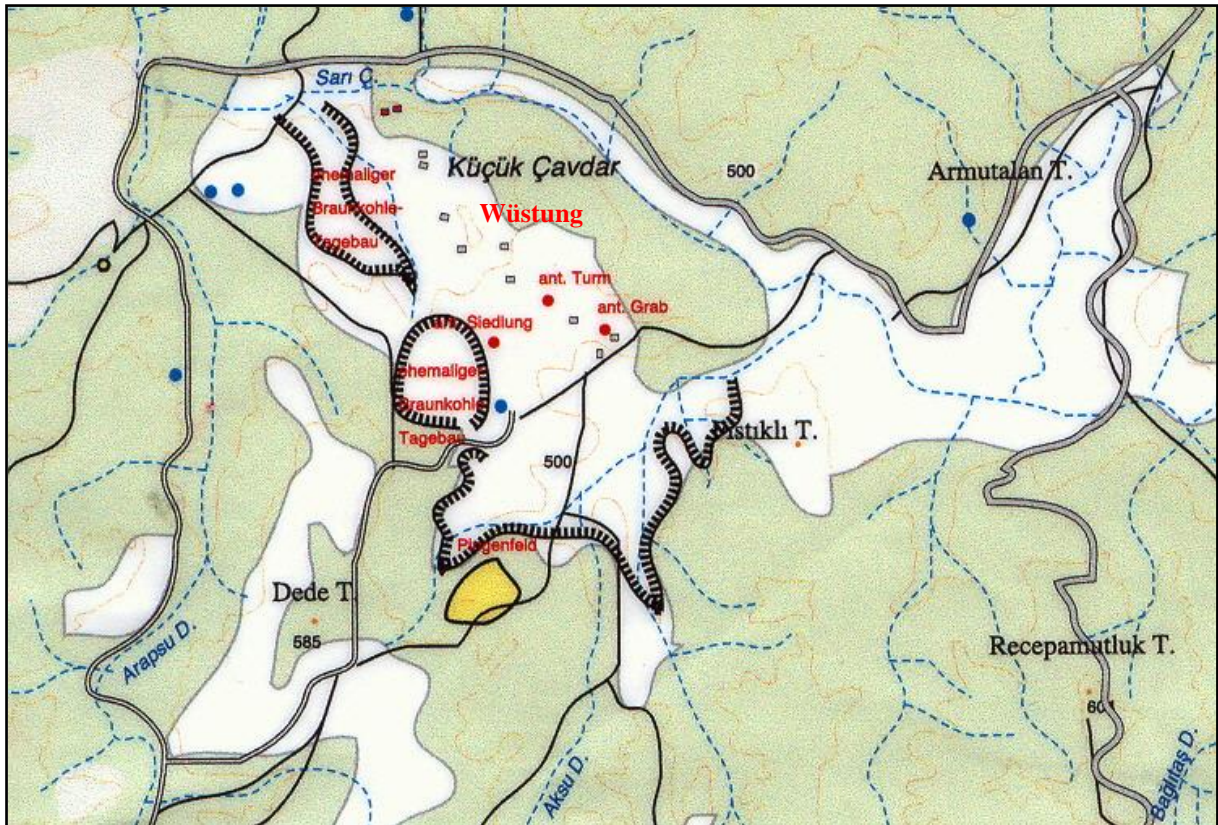 Sarı Ç.
Küçük Çavdar
500
Armutalan T.
ehemaliger
Braunkohle-
Tagebau
Wüstung
ant. Turm
ant. Grab
ant. Siedlung
ehemaliger
Braunkohle
Tagebau
Fıstıklı T.
500
Pingenfeld
Dede T.
585
Arapsu D.
Aksu D.
Recepamutluk T.
Bağlıtaş D.